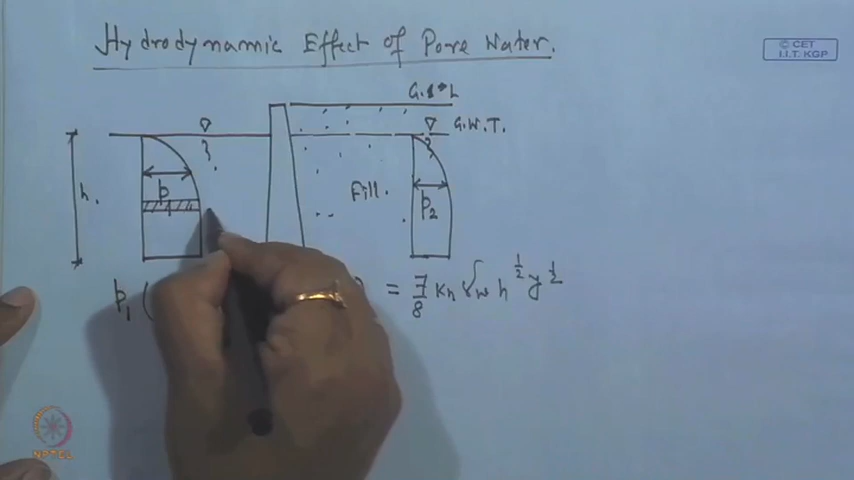 Hydrodynamic Effect of Pore Water.
© CET
I.I.T. KGP
G.W.T.
h.
Fill.
p2
p1 ( = 7/8 Kh γw h^1/2 y^1/2
NPTEL